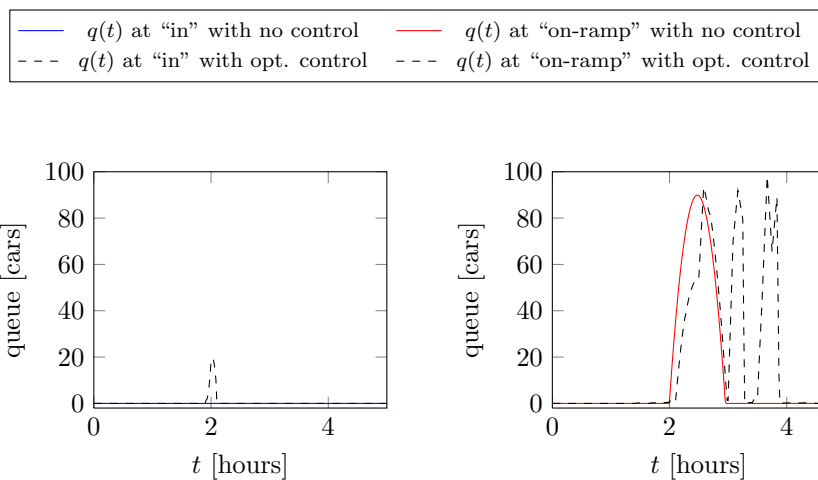 q(t) at “in” with no control
q(t) at “on-ramp” with no control
q(t) at “in” with opt. control
q(t) at “on-ramp” with opt. control
100
80
60
40
20
0
queue [cars]
0 2 4
t [hours]
100
80
60
40
20
0
queue [cars]
0 2 4
t [hours]